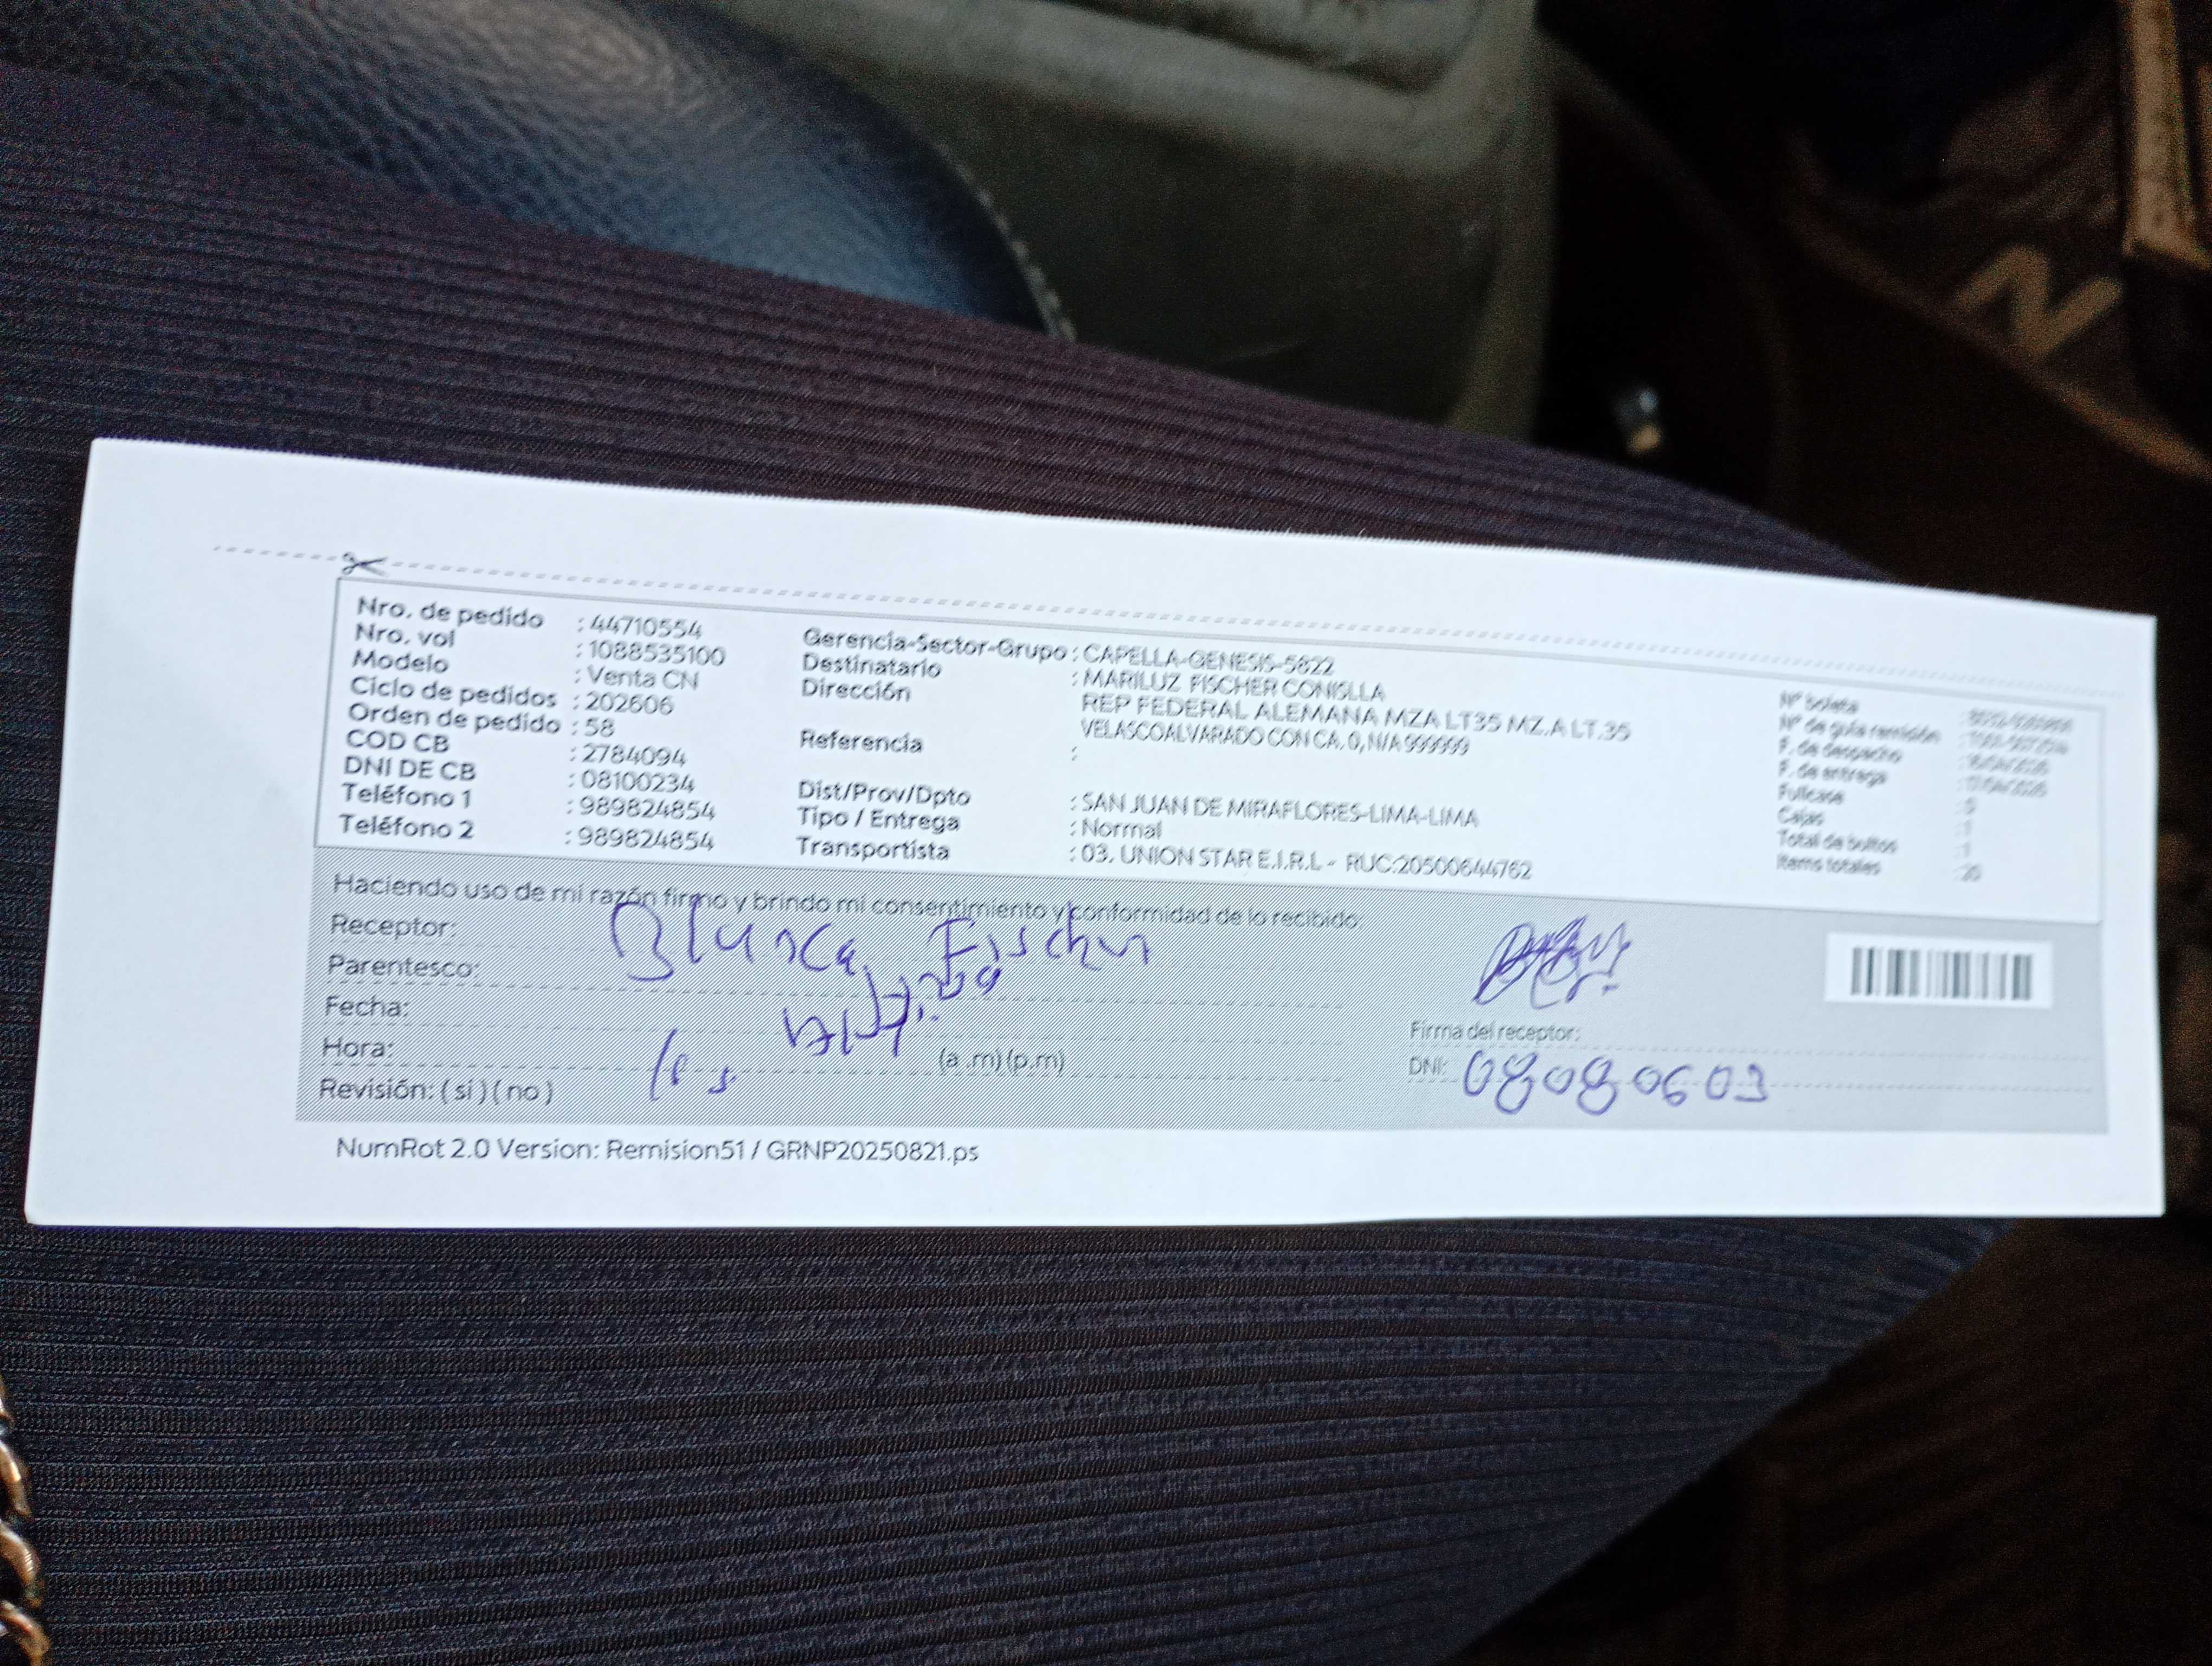 Nro. de pedido : 44710554
Nro. vol : 1088535100
Modelo : Venta CN
Ciclo de pedidos : 202606
Orden de pedido : 58
COD CB : 2784094
DNI DE CB : 08100234
Teléfono 1 : 989824854
Teléfono 2 : 989824854
Gerencia-Sector-Grupo : CAPELLA-GENESIS-5822
Destinatario : MARILUZ FISCHER CONISLLA
Dirección REP FEDERAL ALEMANA MZA LT35 MZ.A LT.35
VELASCOALVARADO CON CA. 0, N/A 999999
Referencia :
Dist/Prov/Dpto : SAN JUAN DE MIRAFLORES-LIMA-LIMA
Tipo / Entrega : Normal
Transportista : 03. UNION STAR E.I.R.L - RUC:20500644762
Nº boleta
Nº de guía remisión
F. de despacho
F. de entrega
Fullcase
Cajas : 1
Total de bultos : 1
Items totales : 20
Haciendo uso de mi razón firmo y brindo mi consentimiento y conformidad de lo recibido.
Receptor: Blanca Fischer
Parentesco:
Fecha:
Hora: (a .m) (p.m)
Revisión: ( si ) ( no )
Firma del receptor:
DNI: 08080603
NumRot 2.0 Version: Remision51 / GRNP20250821.ps